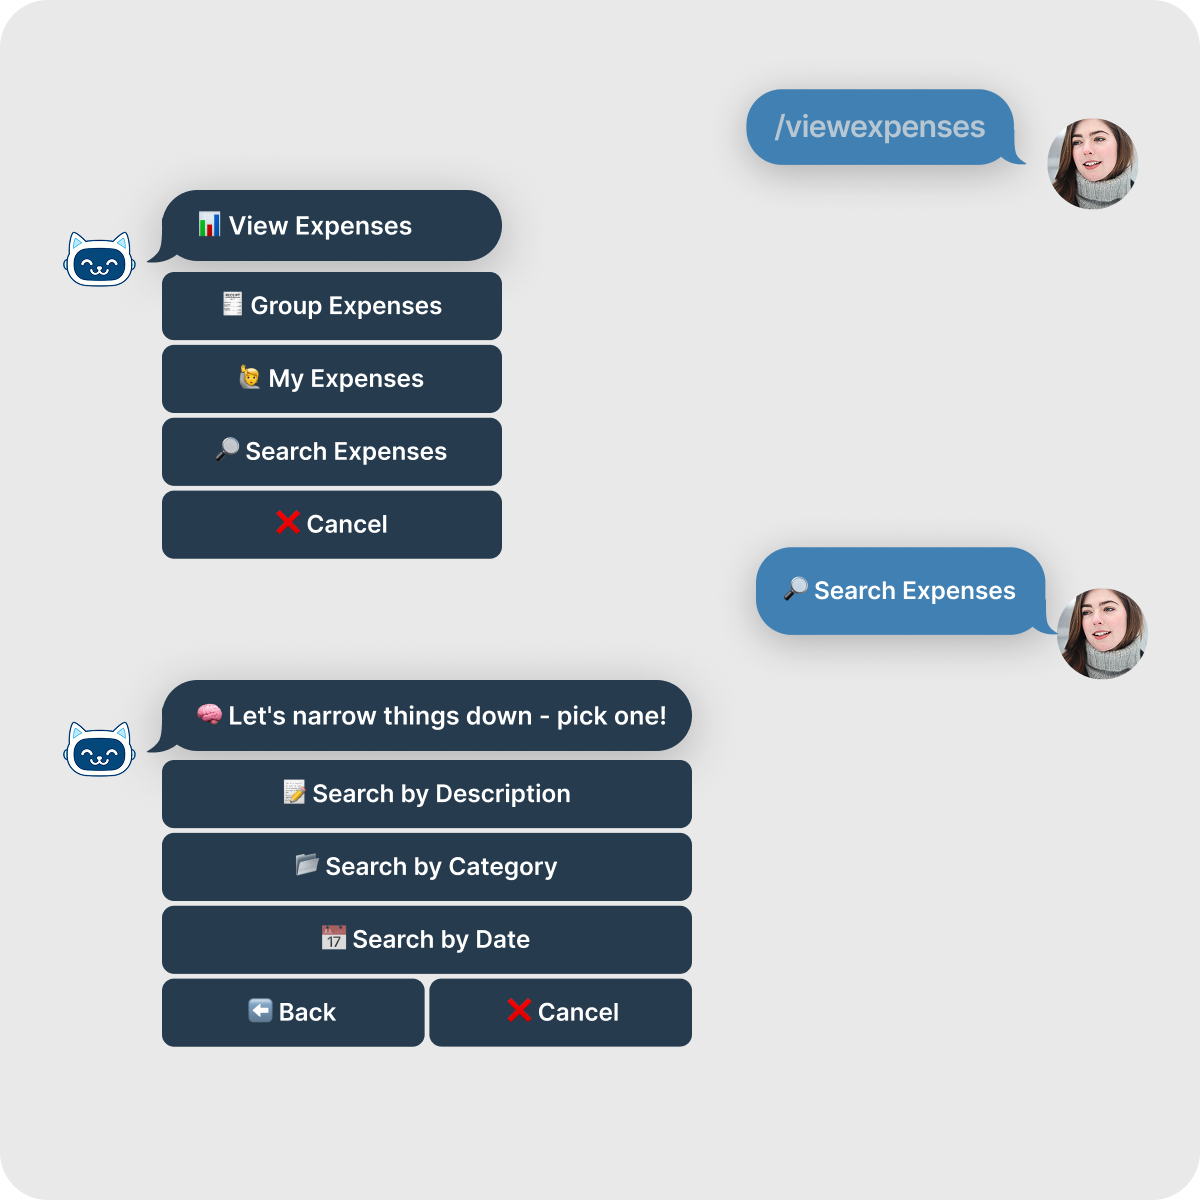 /viewexpenses
📊 View Expenses
🧾 Group Expenses
🙋 My Expenses
🔎 Search Expenses
❌ Cancel
🔎 Search Expenses
🧠 Let's narrow things down - pick one!
📝 Search by Description
📁 Search by Category
📅 Search by Date
⬅️ Back
❌ Cancel